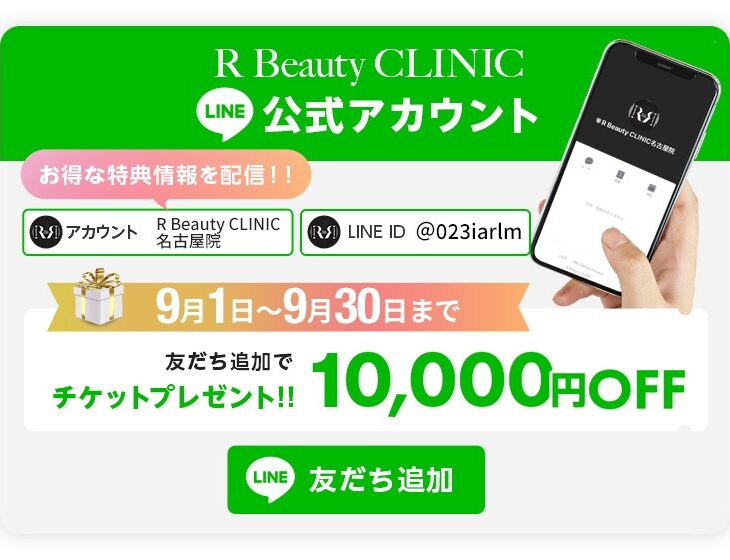 R Beauty CLINIC
LINE 公式アカウント
お得な特典情報を配信！！
アカウント R Beauty CLINIC
名古屋院
LINE ID @023iarlm
R Beauty CLINIC名古屋院
9月1日～9月30日まで
友だち追加で
チケットプレゼント!!
10,000円OFF
LINE 友だち追加